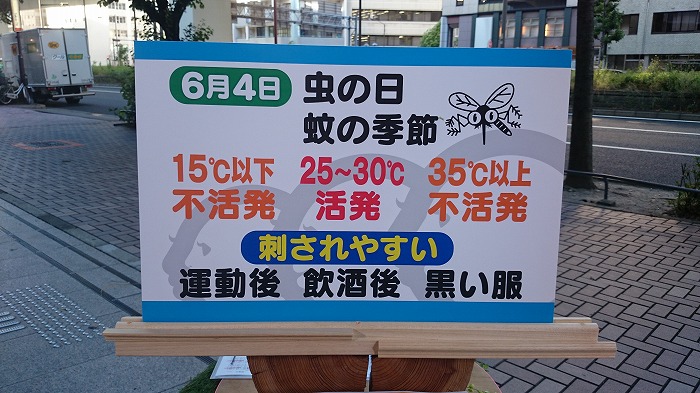 6月4日 虫の日
蚊の季節
15℃以下 25~30℃ 35℃以上
不活発 活発 不活発
刺されやすい
運動後 飲酒後 黒い服